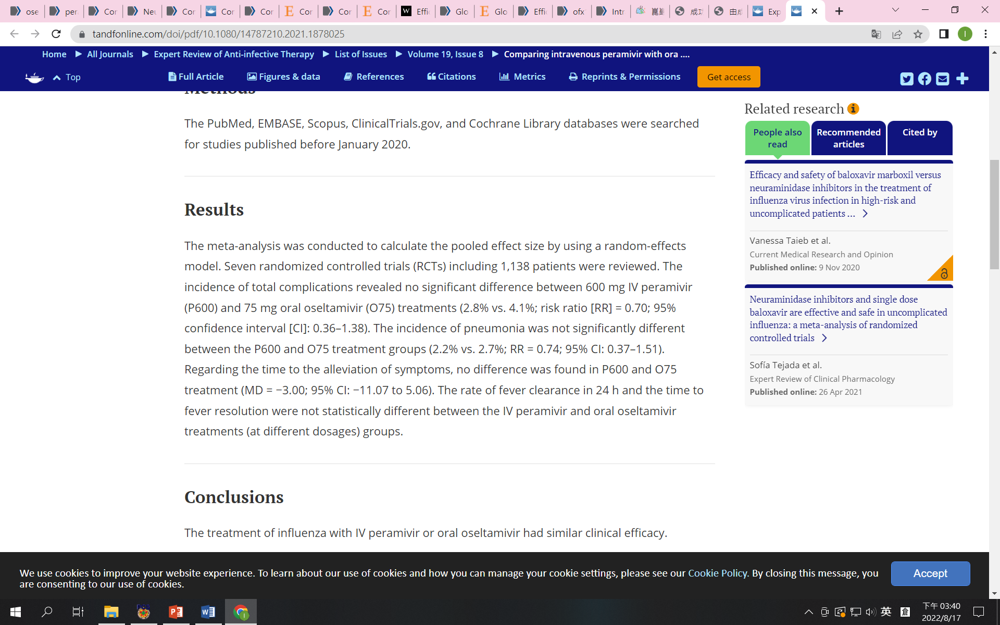 ose
per
Cor
Neu
Cor
Cor
Cor
Cor
Cor
Cor
Effi
Glo
Glo
Effi
ofx
Intr
成功
由成
Exp
tandfonline.com/doi/pdf/10.1080/14787210.2021.1878025
Home ▶ All Journals ▶ Expert Review of Anti-infective Therapy ▶ List of Issues ▶ Volume 19, Issue 8 ▶ Comparing intravenous peramivir with ora ....
Top
Full Article
Figures & data
References
Citations
Metrics
Reprints & Permissions
Get access
Methods
The PubMed, EMBASE, Scopus, ClinicalTrials.gov, and Cochrane Library databases were searched
for studies published before January 2020.
Results
The meta-analysis was conducted to calculate the pooled effect size by using a random-effects
model. Seven randomized controlled trials (RCTs) including 1,138 patients were reviewed. The
incidence of total complications revealed no significant difference between 600 mg IV peramivir
(P600) and 75 mg oral oseltamivir (O75) treatments (2.8% vs. 4.1%; risk ratio [RR] = 0.70; 95%
confidence interval [CI]: 0.36–1.38). The incidence of pneumonia was not significantly different
between the P600 and O75 treatment groups (2.2% vs. 2.7%; RR = 0.74; 95% CI: 0.37–1.51).
Regarding the time to the alleviation of symptoms, no difference was found in P600 and O75
treatment (MD = −3.00; 95% CI: −11.07 to 5.06). The rate of fever clearance in 24 h and the time to
fever resolution were not statistically different between the IV peramivir and oral oseltamivir
treatments (at different dosages) groups.
Conclusions
The treatment of influenza with IV peramivir or oral oseltamivir had similar clinical efficacy.
Related research
People also
read
Recommended
articles
Cited by
Efficacy and safety of baloxavir marboxil versus
neuraminidase inhibitors in the treatment of
influenza virus infection in high-risk and
uncomplicated patients ...
Vanessa Taieb et al.
Current Medical Research and Opinion
Published online: 9 Nov 2020
Neuraminidase inhibitors and single dose
baloxavir are effective and safe in uncomplicated
influenza: a meta-analysis of randomized
controlled trials
Sofía Tejada et al.
Expert Review of Clinical Pharmacology
Published online: 26 Apr 2021
We use cookies to improve your website experience. To learn about our use of cookies and how you can manage your cookie settings, please see our Cookie Policy. By closing this message, you
are consenting to our use of cookies.
Accept
英
倉
下午 03:40
2022/8/17